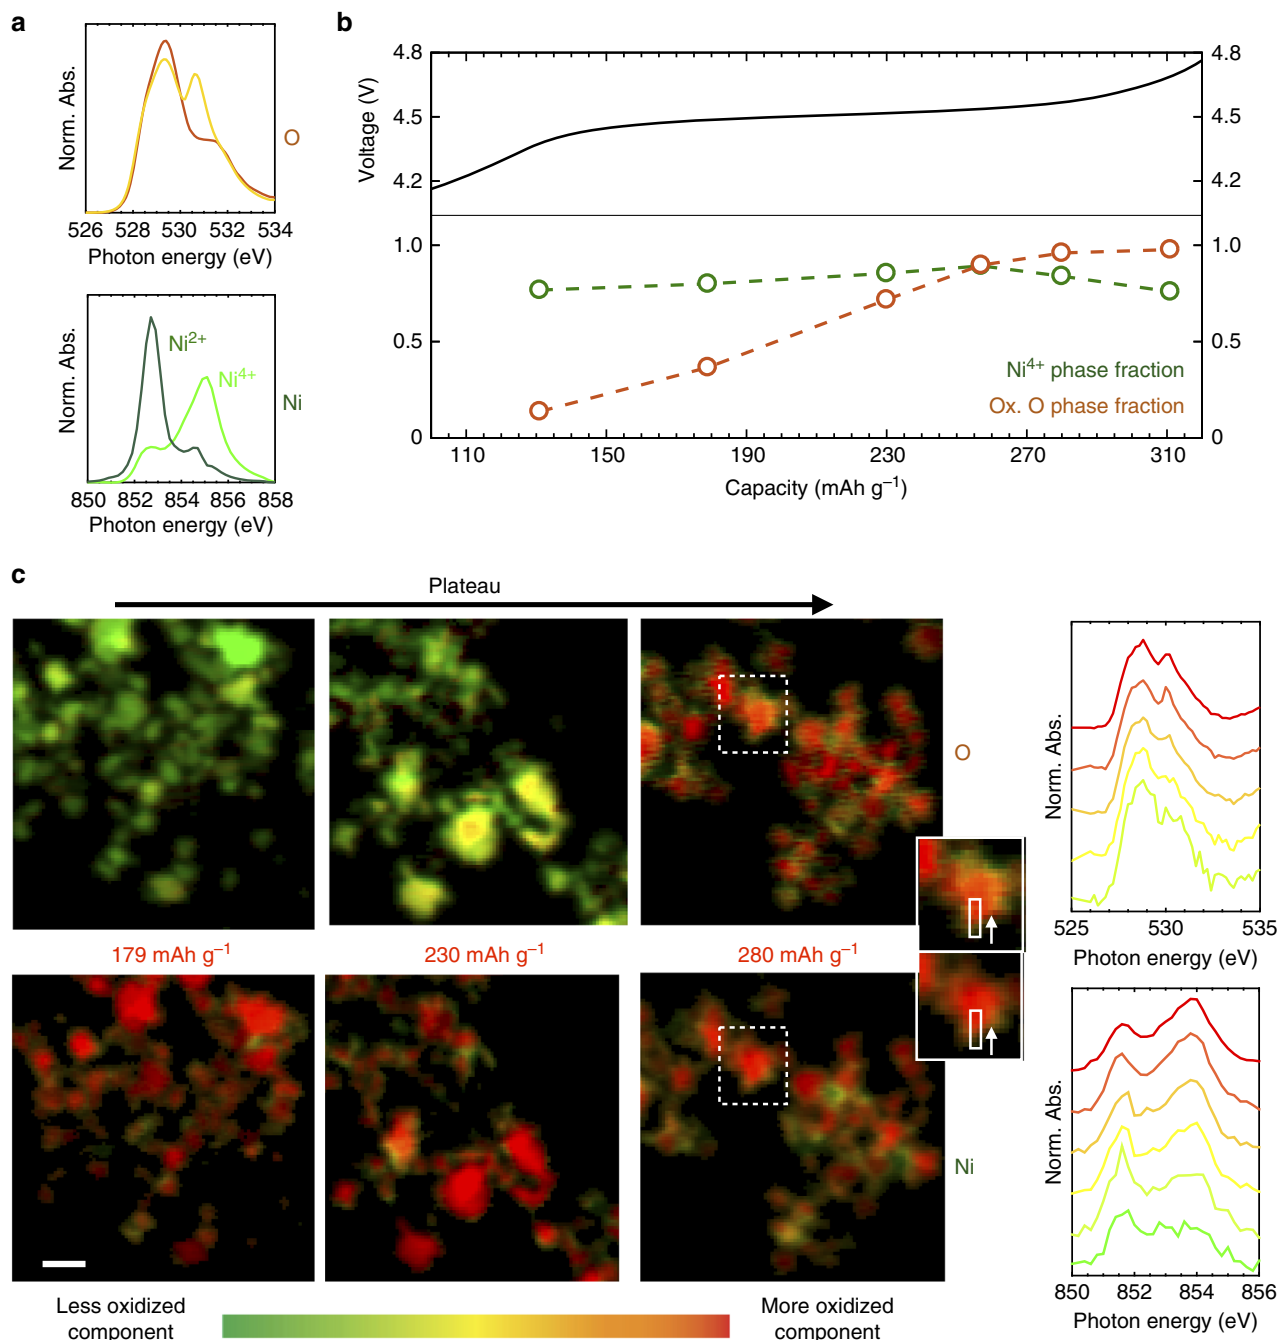 a
Norm. Abs.
O
526 528 530 532 534
Photon energy (eV)
Norm. Abs.
Ni2+
Ni4+
Ni
850 852 854 856 858
Photon energy (eV)
b
4.8
4.5
4.2
Voltage (V)
4.8
4.5
4.2
1.0
0.5
0
1.0
0.5
0
Ni4+ phase fraction
Ox. O phase fraction
110 150 190 230 270 310
Capacity (mAh g–1)
c
Plateau
O
179 mAh g–1
230 mAh g–1
280 mAh g–1
Ni
Norm. Abs.
525 530 535
Photon energy (eV)
Norm. Abs.
850 852 854 856
Photon energy (eV)
Less oxidized
component
More oxidized
component